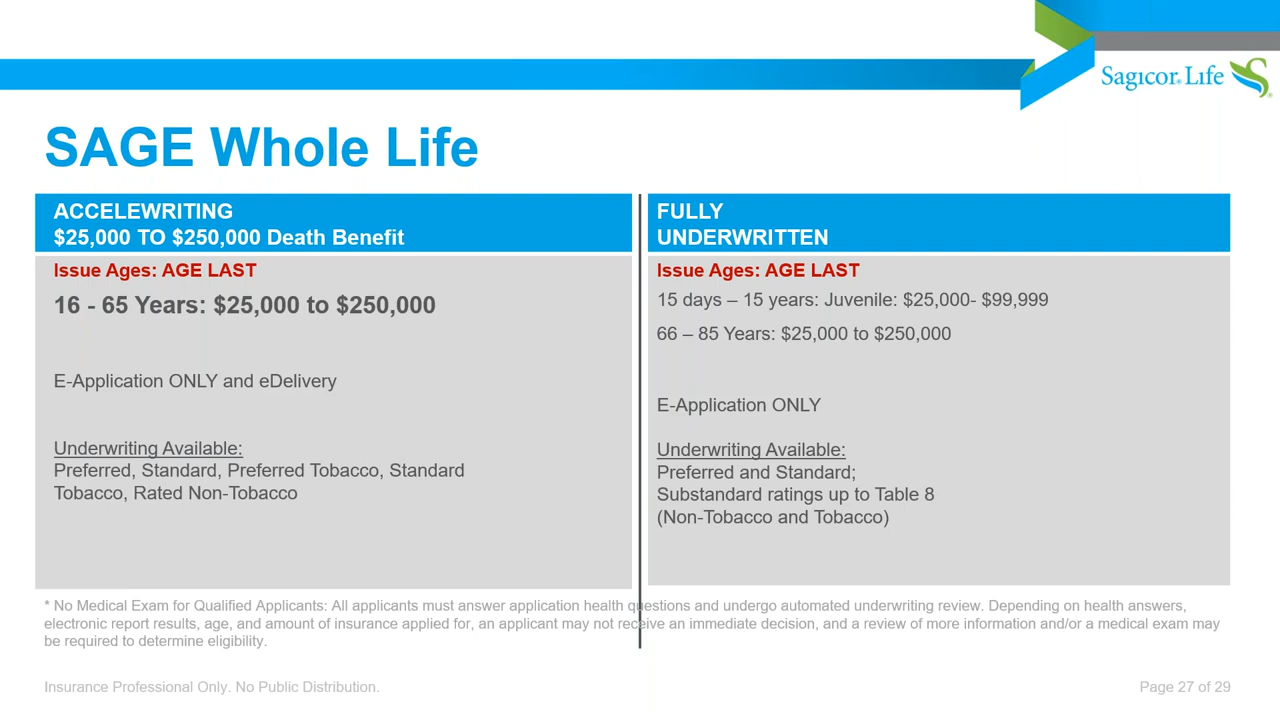 Sagicor® Life
SAGE Whole Life
ACCELEWRITING
$25,000 TO $250,000 Death Benefit
Issue Ages: AGE LAST
16 - 65 Years: $25,000 to $250,000
E-Application ONLY and eDelivery
Underwriting Available:
Preferred, Standard, Preferred Tobacco, Standard
Tobacco, Rated Non-Tobacco
FULLY
UNDERWRITTEN
Issue Ages: AGE LAST
15 days – 15 years: Juvenile: $25,000- $99,999
66 – 85 Years: $25,000 to $250,000
E-Application ONLY
Underwriting Available:
Preferred and Standard;
Substandard ratings up to Table 8
(Non-Tobacco and Tobacco)
* No Medical Exam for Qualified Applicants: All applicants must answer application health questions and undergo automated underwriting review. Depending on health answers,
electronic report results, age, and amount of insurance applied for, an applicant may not receive an immediate decision, and a review of more information and/or a medical exam may
be required to determine eligibility.
Insurance Professional Only. No Public Distribution.
Page 27 of 29